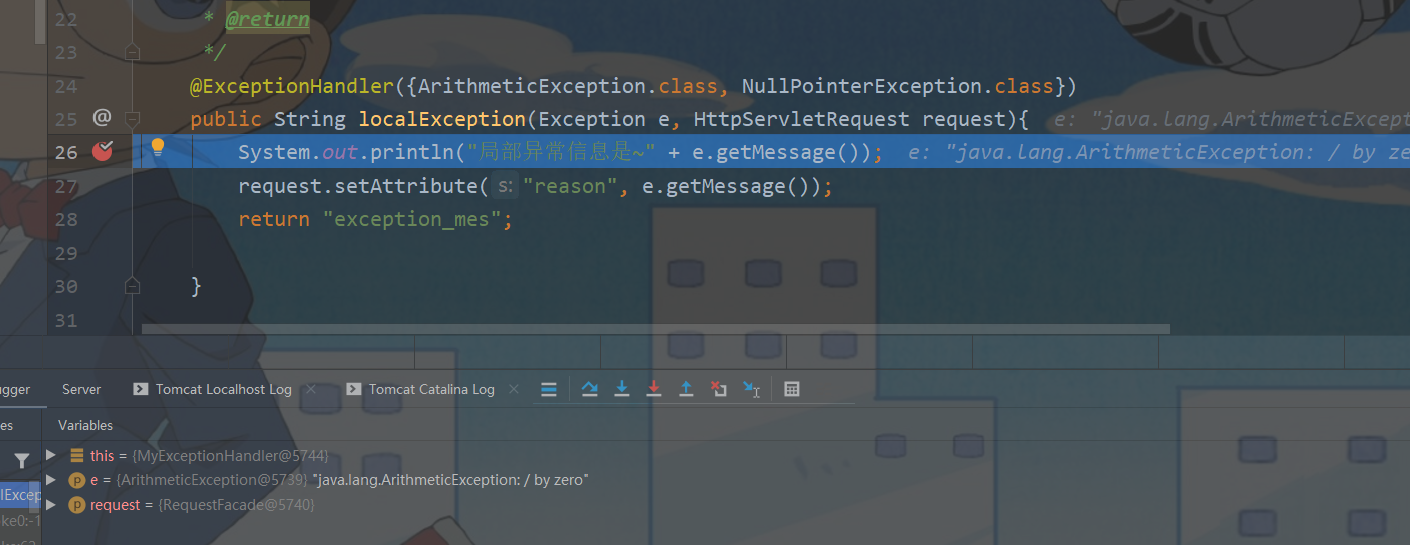 22 * @return
23 */
24 @ExceptionHandler({ArithmeticException.class, NullPointerException.class})
25 @ public String localException(Exception e, HttpServletRequest request){ e: "java.lang.ArithmeticExcept
26 System.out.println("局部异常信息是~" + e.getMessage()); e: "java.lang.ArithmeticException: / by ze
27 request.setAttribute( s: "reason", e.getMessage());
28 return "exception_mes";
29
30 }
31
gger Server Tomcat Localhost Log × Tomcat Catalina Log ×
es Variables
this = {MyExceptionHandler@5744}
p e = {ArithmeticException@5739} "java.lang.ArithmeticException: / by zero"
lExcep p request = {RequestFacade@5740}
ke0:-1